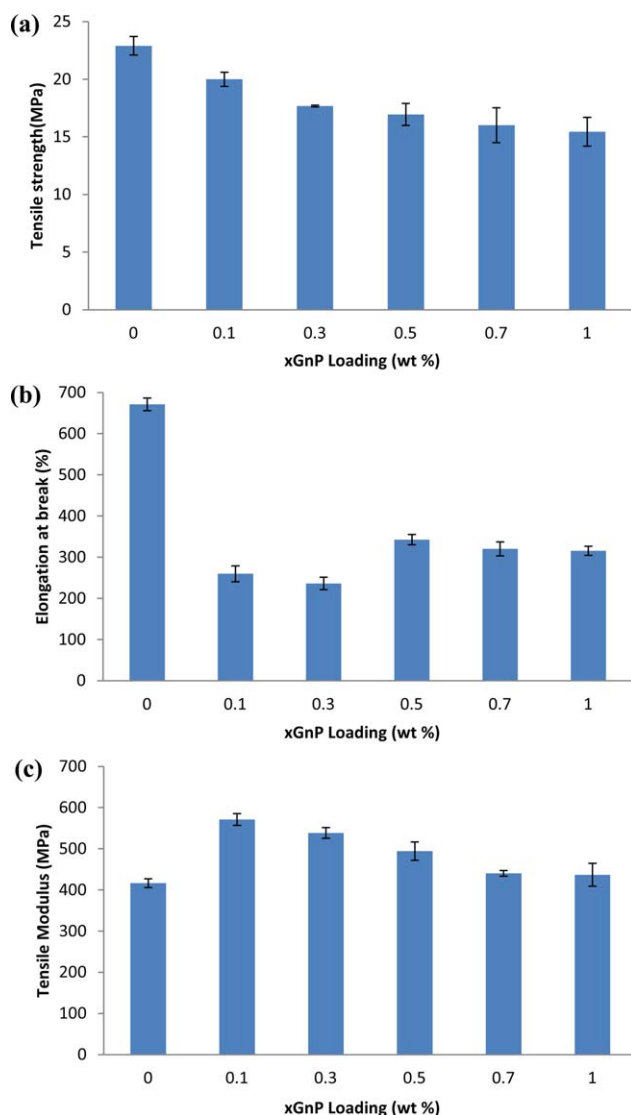 (a)
Tensile strength(MPa)
25
20
15
10
5
0
0 0.1 0.3 0.5 0.7 1
xGnP Loading (wt %)
(b)
Elongation at break (%)
700
600
500
400
300
200
100
0
0 0.1 0.3 0.5 0.7 1
xGnP Loading (wt %)
(c)
Tensile Modulus (MPa)
700
600
500
400
300
200
100
0
0 0.1 0.3 0.5 0.7 1
xGnP Loading (wt %)